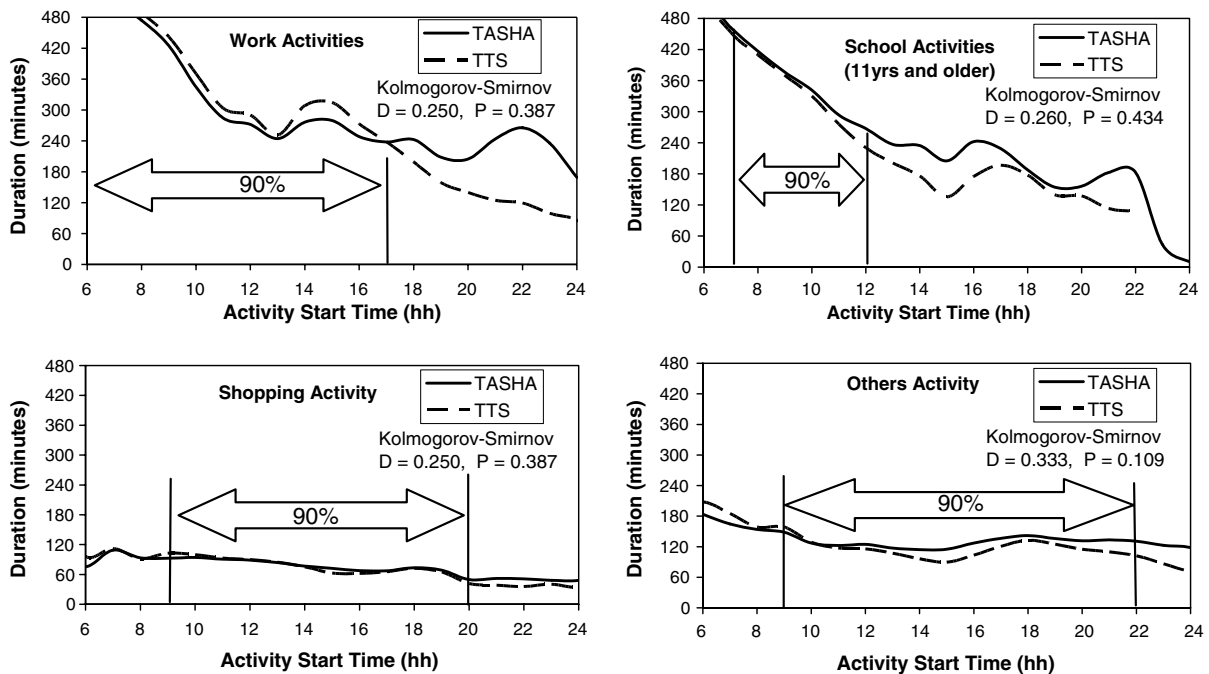 Work Activities
TASHA
TTS
Kolmogorov-Smirnov
D = 0.250, P = 0.387
90%
Duration (minutes)
480
420
360
300
240
180
120
60
0
6 8 10 12 14 16 18 20 22 24
Activity Start Time (hh)
School Activities
(11yrs and older)
TASHA
TTS
Kolmogorov-Smirnov
D = 0.260, P = 0.434
90%
Duration (minutes)
480
420
360
300
240
180
120
60
0
6 8 10 12 14 16 18 20 22 24
Activity Start Time (hh)
Shopping Activity
TASHA
TTS
Kolmogorov-Smirnov
D = 0.250, P = 0.387
90%
Duration (minutes)
480
420
360
300
240
180
120
60
0
6 8 10 12 14 16 18 20 22 24
Activity Start Time (hh)
Others Activity
TASHA
TTS
Kolmogorov-Smirnov
D = 0.333, P = 0.109
90%
Duration (minutes)
480
420
360
300
240
180
120
60
0
6 8 10 12 14 16 18 20 22 24
Activity Start Time (hh)